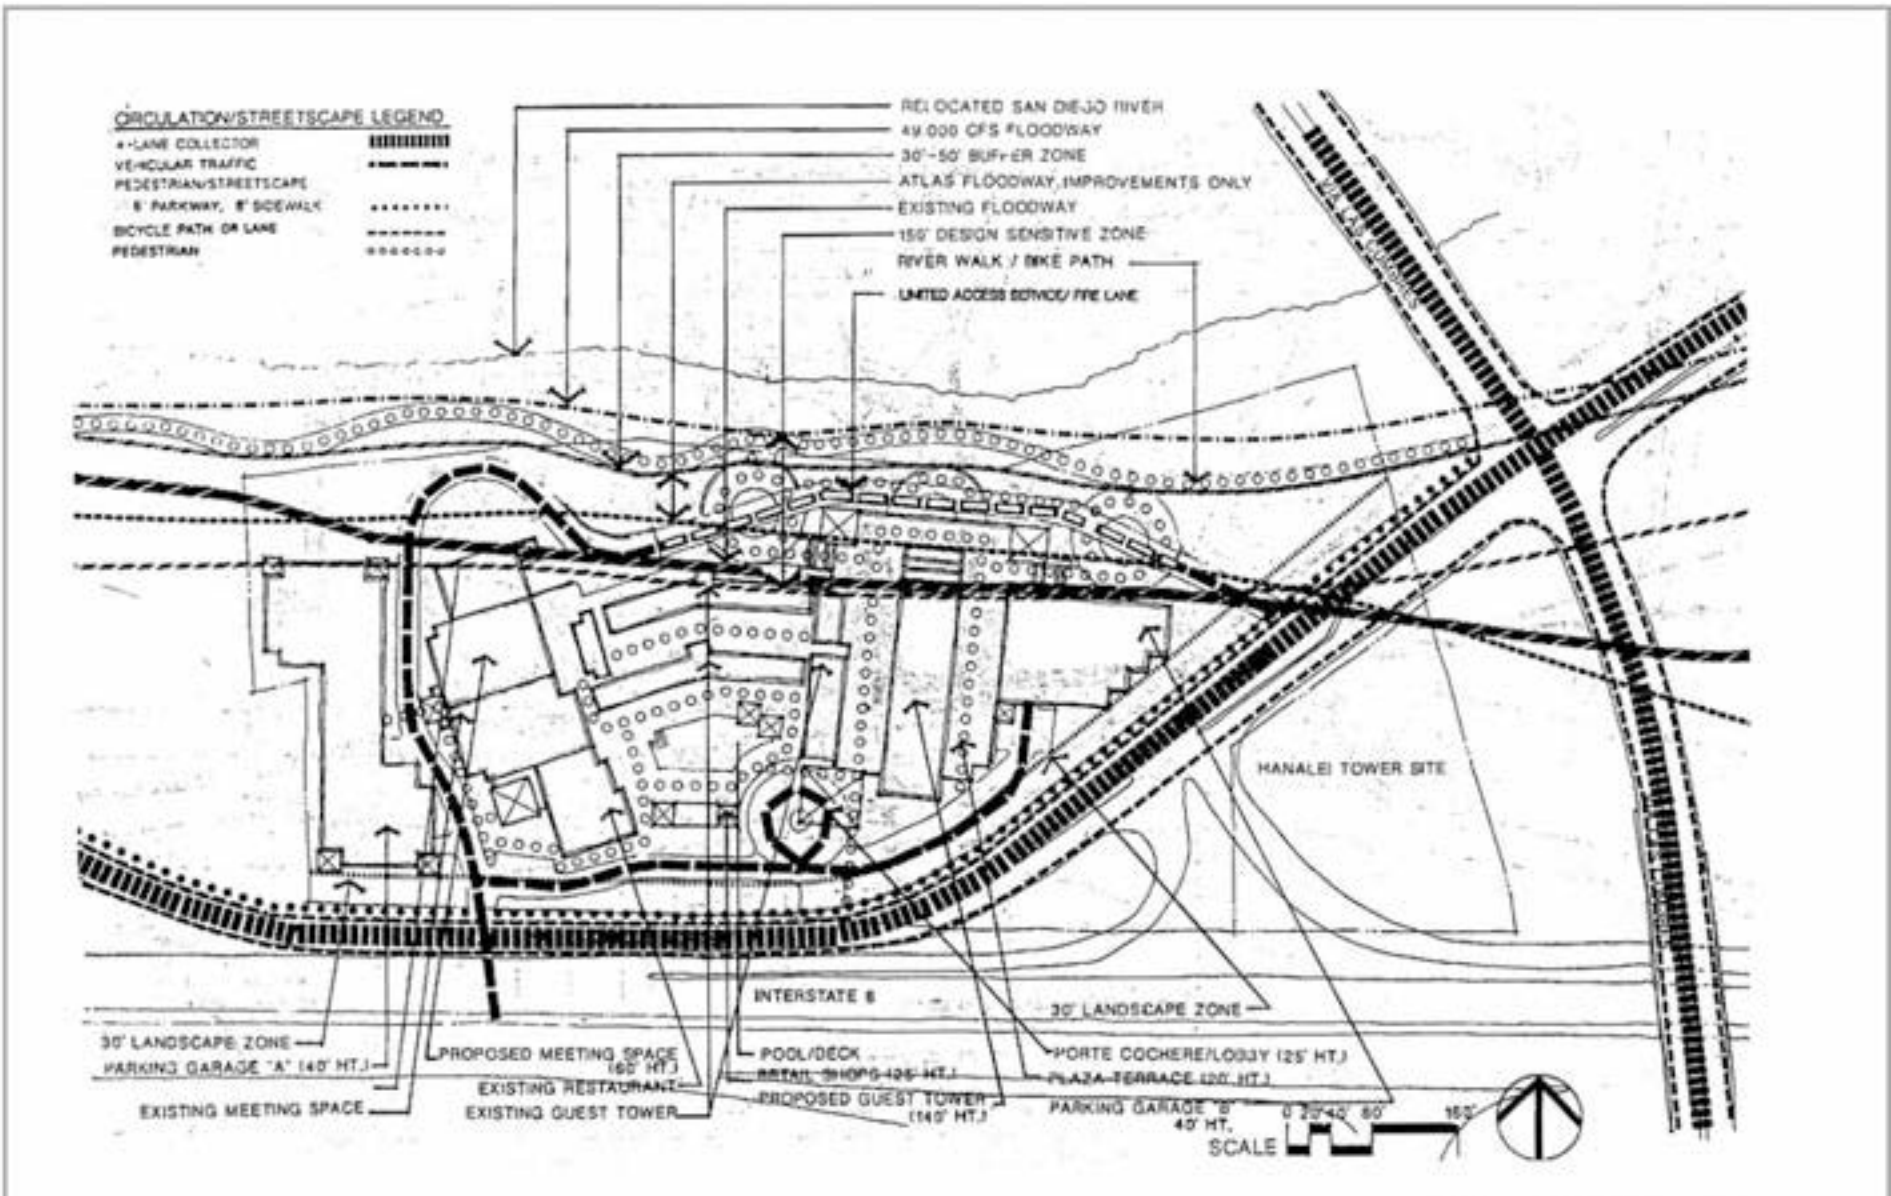 CIRCULATION/STREETSCAPE LEGEND
4-LANE COLLECTOR
VEHICULAR TRAFFIC
PEDESTRIAN/STREETSCAPE
6' PARKWAY, 8' SIDEWALK
BICYCLE PATH OR LANE
PEDESTRIAN
RELOCATED SAN DIEGO RIVER
49,000 CFS FLOODWAY
30'-50' BUFFER ZONE
ATLAS FLOODWAY IMPROVEMENTS ONLY
EXISTING FLOODWAY
150' DESIGN SENSITIVE ZONE
RIVER WALK / BIKE PATH
LIMITED ACCESS SERVICE/ FIRE LANE
VIA LAS CUMBRES
HANALEI TOWER SITE
INTERSTATE 8
30' LANDSCAPE ZONE
30' LANDSCAPE ZONE
PARKING GARAGE "A" (40' HT.)
EXISTING MEETING SPACE
PROPOSED MEETING SPACE
(60' HT.)
EXISTING RESTAURANT
EXISTING GUEST TOWER
POOL/DECK
RETAIL SHOPS (25' HT.)
PROPOSED GUEST TOWER
(140' HT.)
PORTE COCHERE/LOBBY (25' HT.)
PLAZA TERRACE (20' HT.)
PARKING GARAGE "B"
40' HT.
0 20' 40' 80' 160'
SCALE